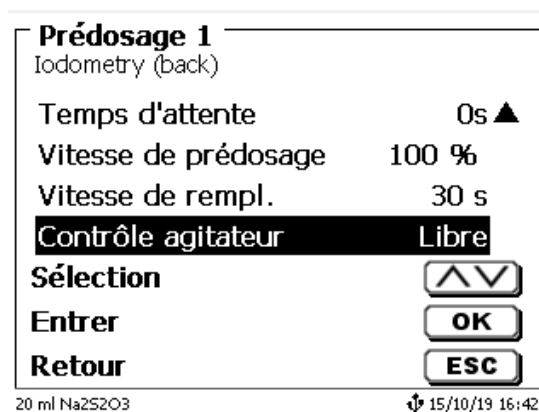 Prédosage 1
Iodometry (back)
Temps d'attente 0s
Vitesse de prédosage 100 %
Vitesse de rempl. 30 s
Contrôle agitateur Libre
Sélection
Entrer OK
Retour ESC
20 ml Na2S2O3 15/10/19 16:42